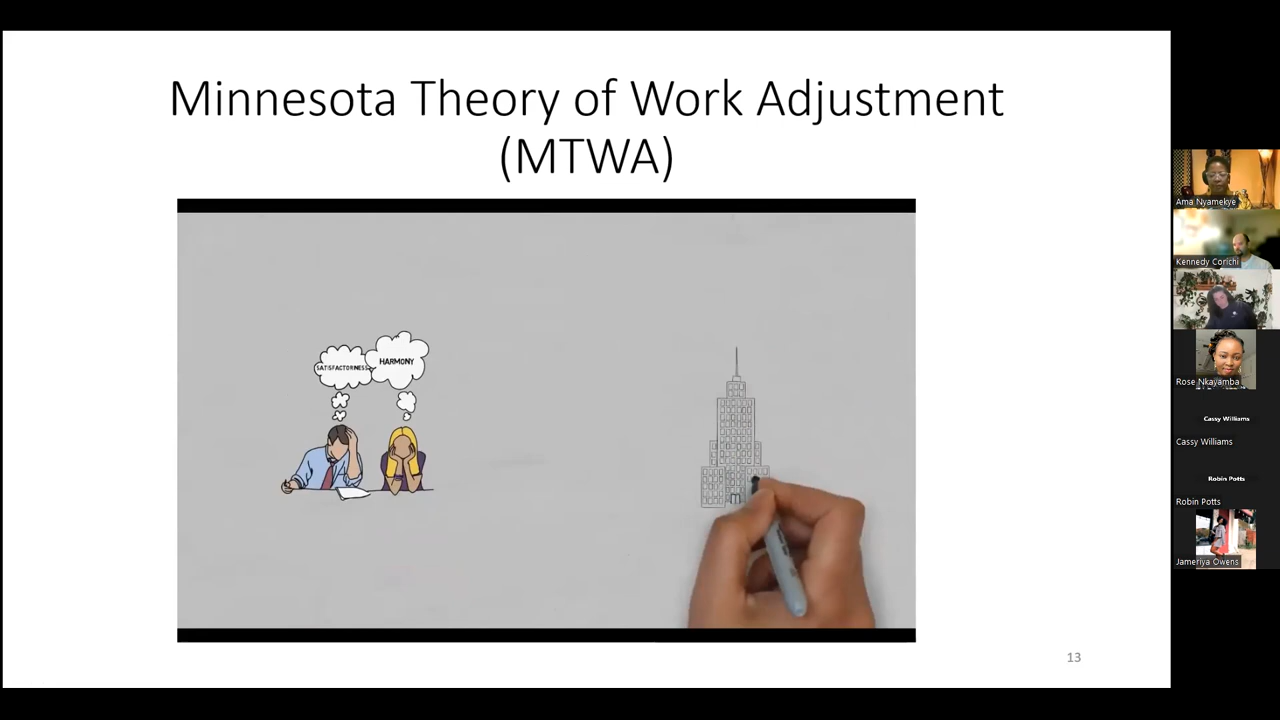 Minnesota Theory of Work Adjustment
(MTWA)
SATISFACTORINESS
HARMONY
13
Ama Nyamekye
Kennedy Corichi
Rose Nkayamba
Cassy Williams
Cassy Williams
Robin Potts
Robin Potts
Jameriya Owens